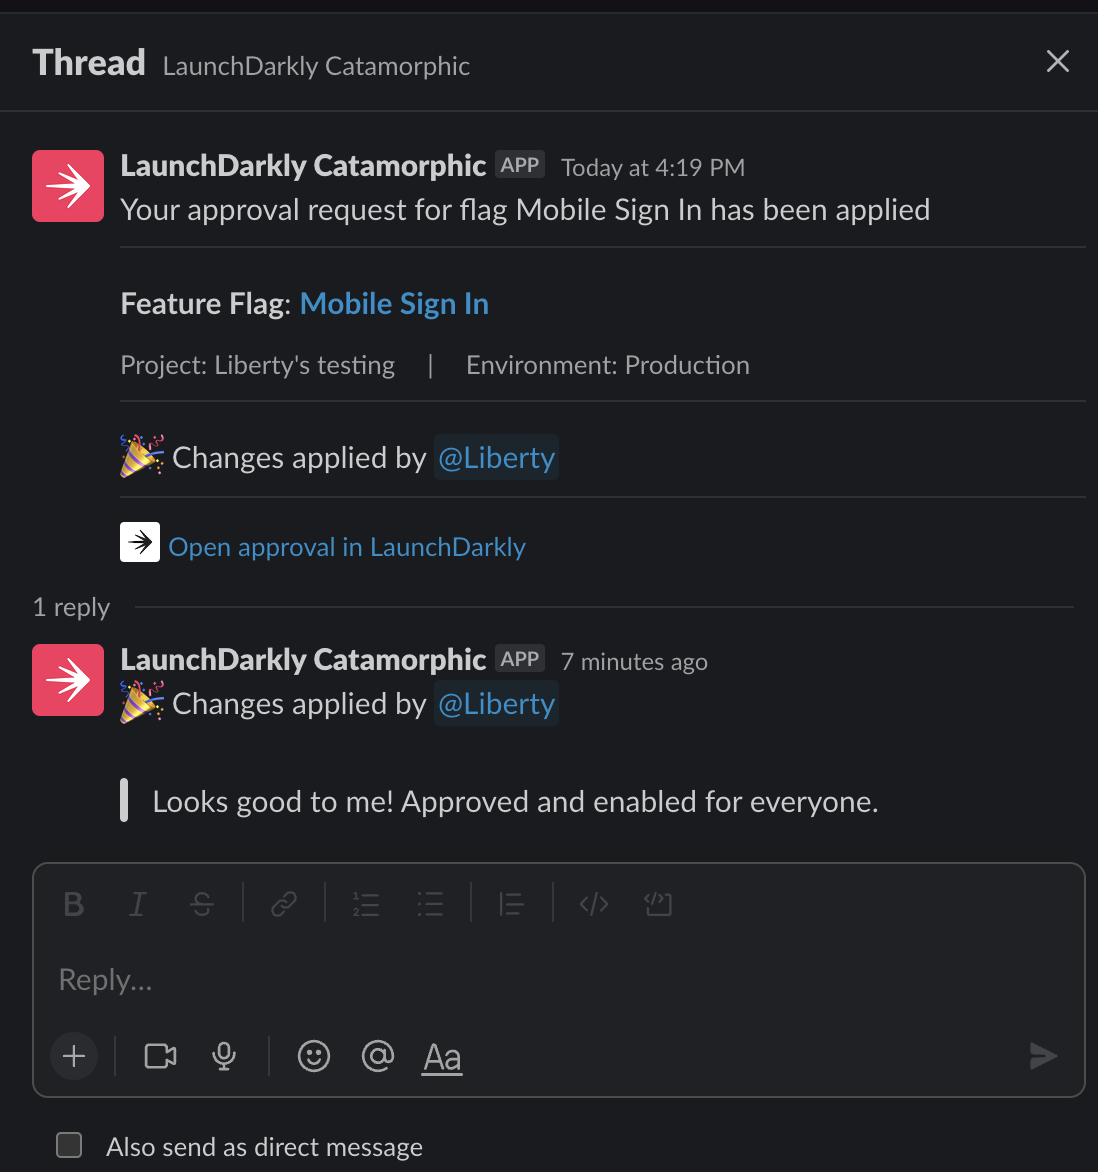 Thread LaunchDarkly Catamorphic
LaunchDarkly Catamorphic APP Today at 4:19 PM
Your approval request for flag Mobile Sign In has been applied
Feature Flag: Mobile Sign In
Project: Liberty's testing | Environment: Production
Changes applied by @Liberty
Open approval in LaunchDarkly
1 reply
LaunchDarkly Catamorphic APP 7 minutes ago
Changes applied by @Liberty
Looks good to me! Approved and enabled for everyone.
Reply...
Aa
Also send as direct message